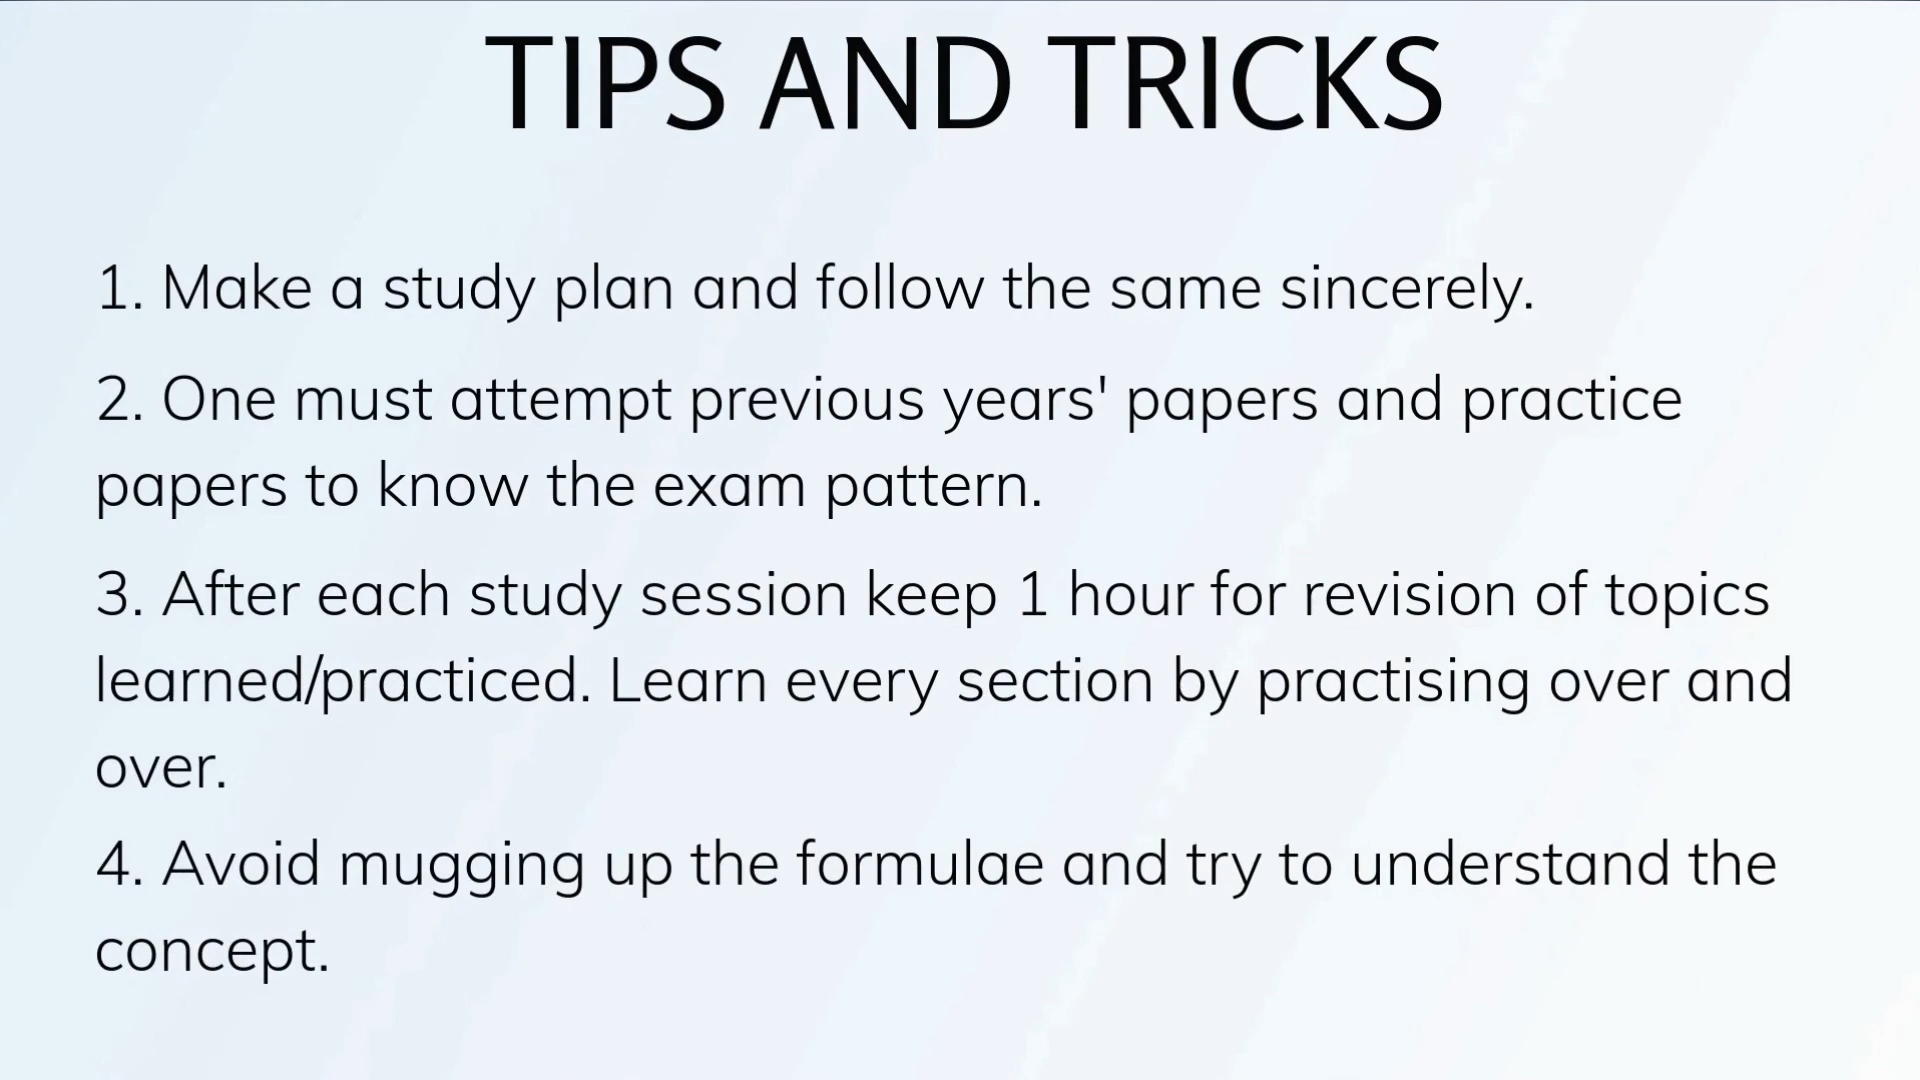 TIPS AND TRICKS
1. Make a study plan and follow the same sincerely.
2. One must attempt previous years' papers and practice
papers to know the exam pattern.
3. After each study session keep 1 hour for revision of topics
learned/practiced. Learn every section by practising over and
over.
4. Avoid mugging up the formulae and try to understand the
concept.